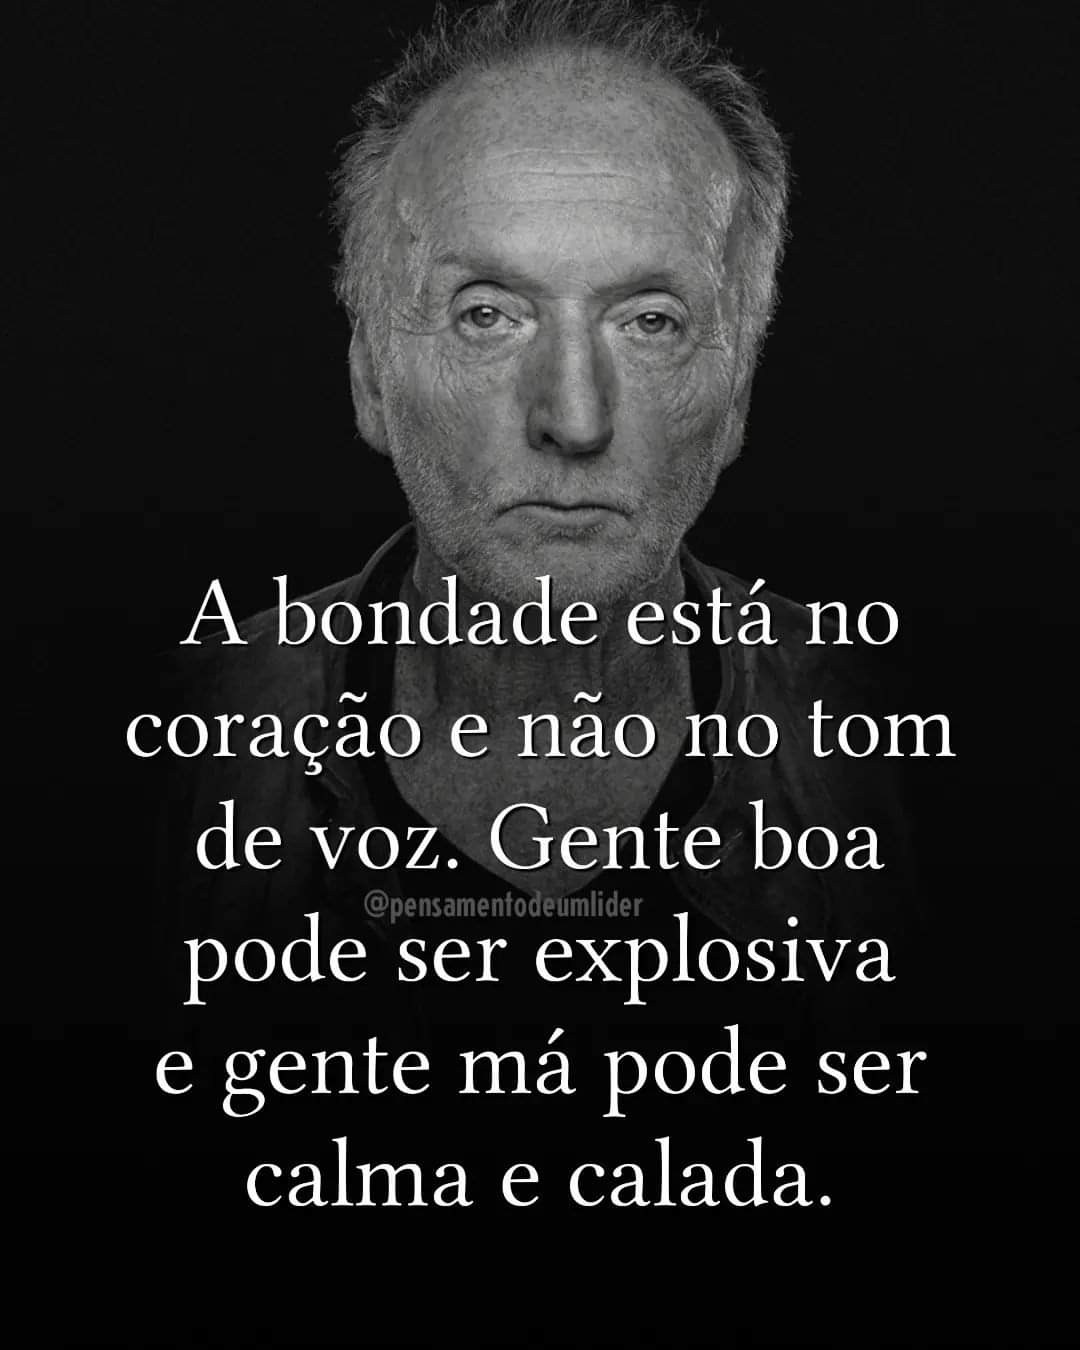 A bondade está no
coração e não no tom
de voz. Gente boa
@pensamentodeumlider
pode ser explosiva
e gente má pode ser
calma e calada.